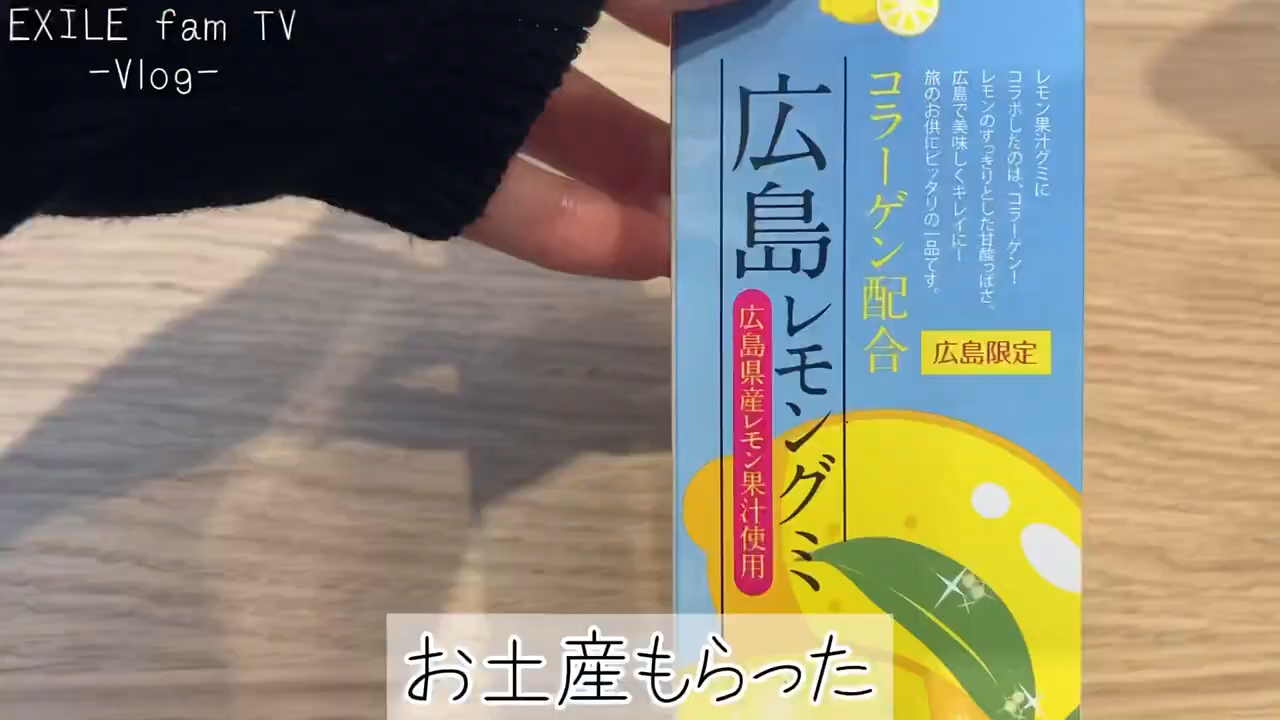 EXILE fam TV
-Vlog-
レモン果汁グミに
コラボしたのは、コラーゲン!
レモンのすっきりとした甘酸っぱさ。
広島で美味しくキレイにー
旅のお供にピッタリの一品です。
広島限定
コラーゲン配合
広島レモングミ
広島県産レモン果汁使用
お土産もらった